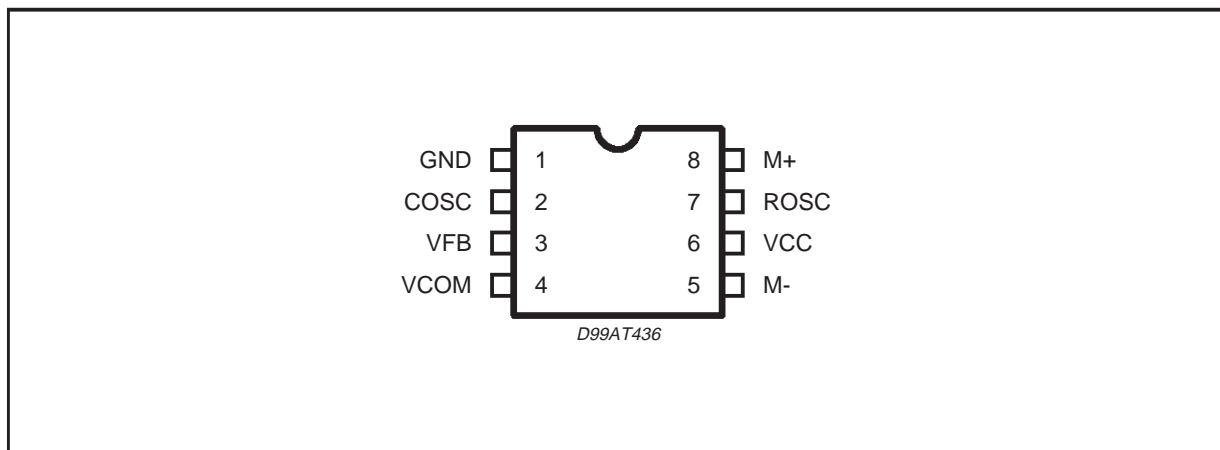 GND 1 8 M+
COSC 2 7 ROSC
VFB 3 6 VCC
VCOM 4 5 M-
D99AT436